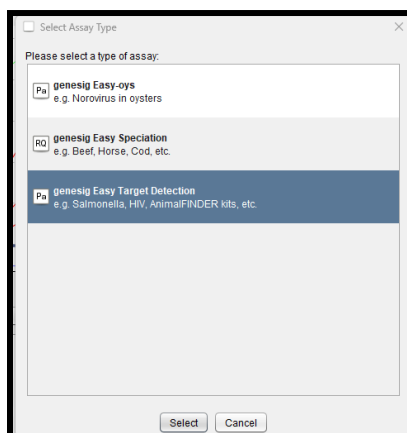 Select Assay Type
Please select a type of assay:
Pa
genesig Easy-oys
e.g. Norovirus in oysters
RQ
genesig Easy Speciation
e.g. Beef, Horse, Cod, etc.
Pa
genesig Easy Target Detection
e.g. Salmonella, HIV, AnimalFINDER kits, etc.
Select
Cancel